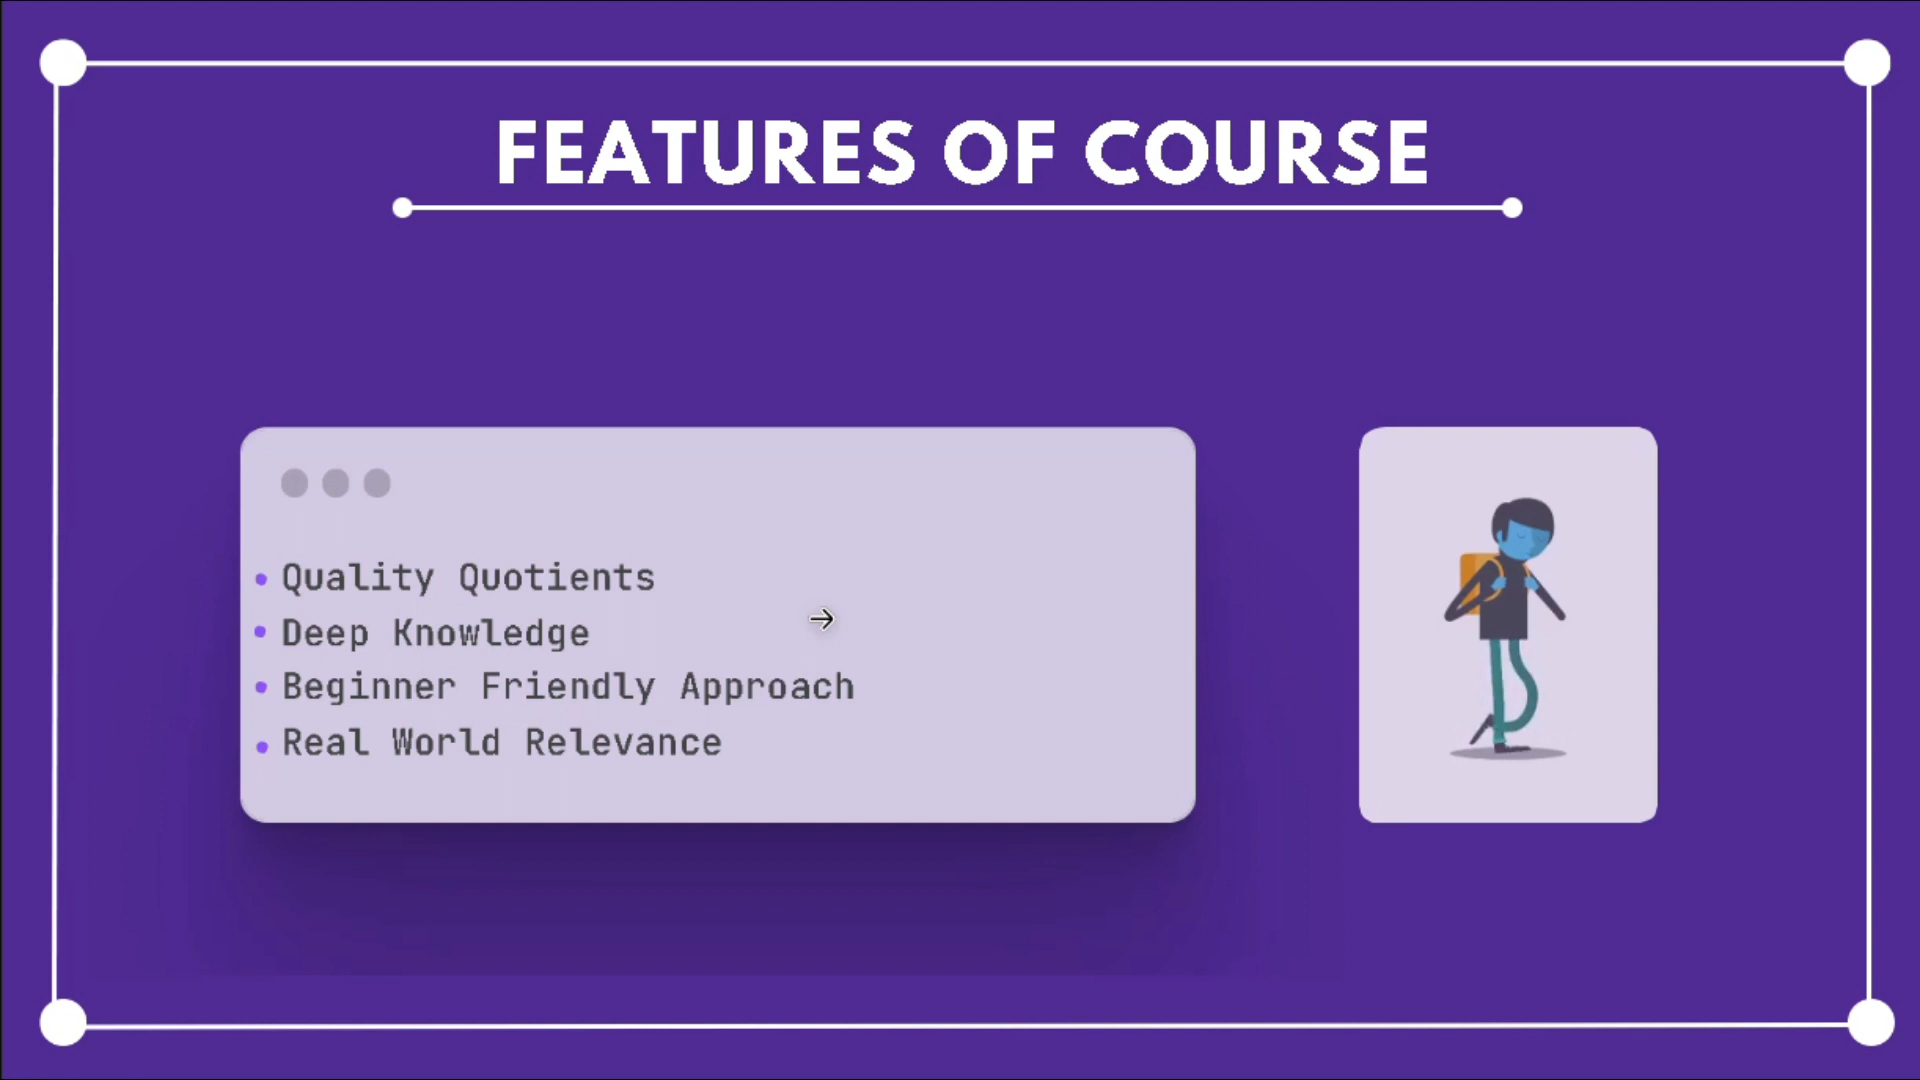 FEATURES OF COURSE
Quality Quotients
Deep Knowledge
Beginner Friendly Approach
Real World Relevance